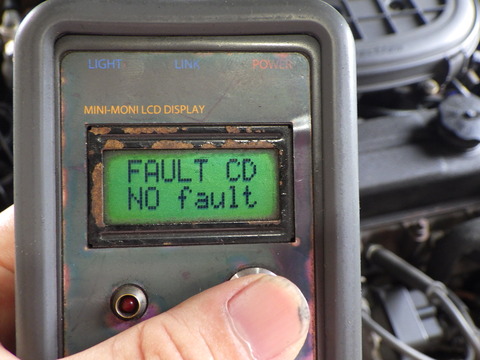 LIGHT LINK POWER
MINI-MONI LCD DISPLAY
FAULT CD
NO fault